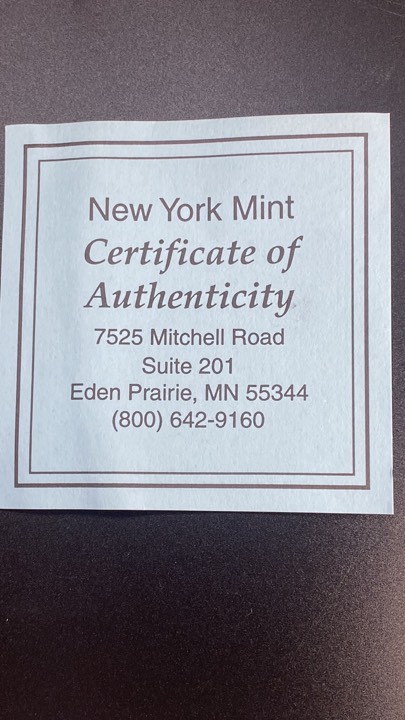 New York Mint
Certificate of
Authenticity
7525 Mitchell Road
Suite 201
Eden Prairie, MN 55344
(800) 642-9160